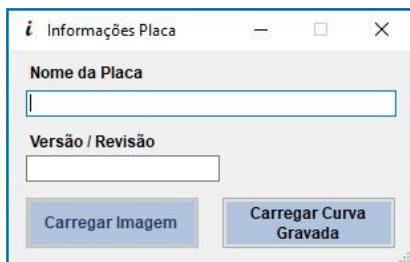 i Informações Placa
Nome da Placa
Versão / Revisão
Carregar Imagem
Carregar Curva
Gravada